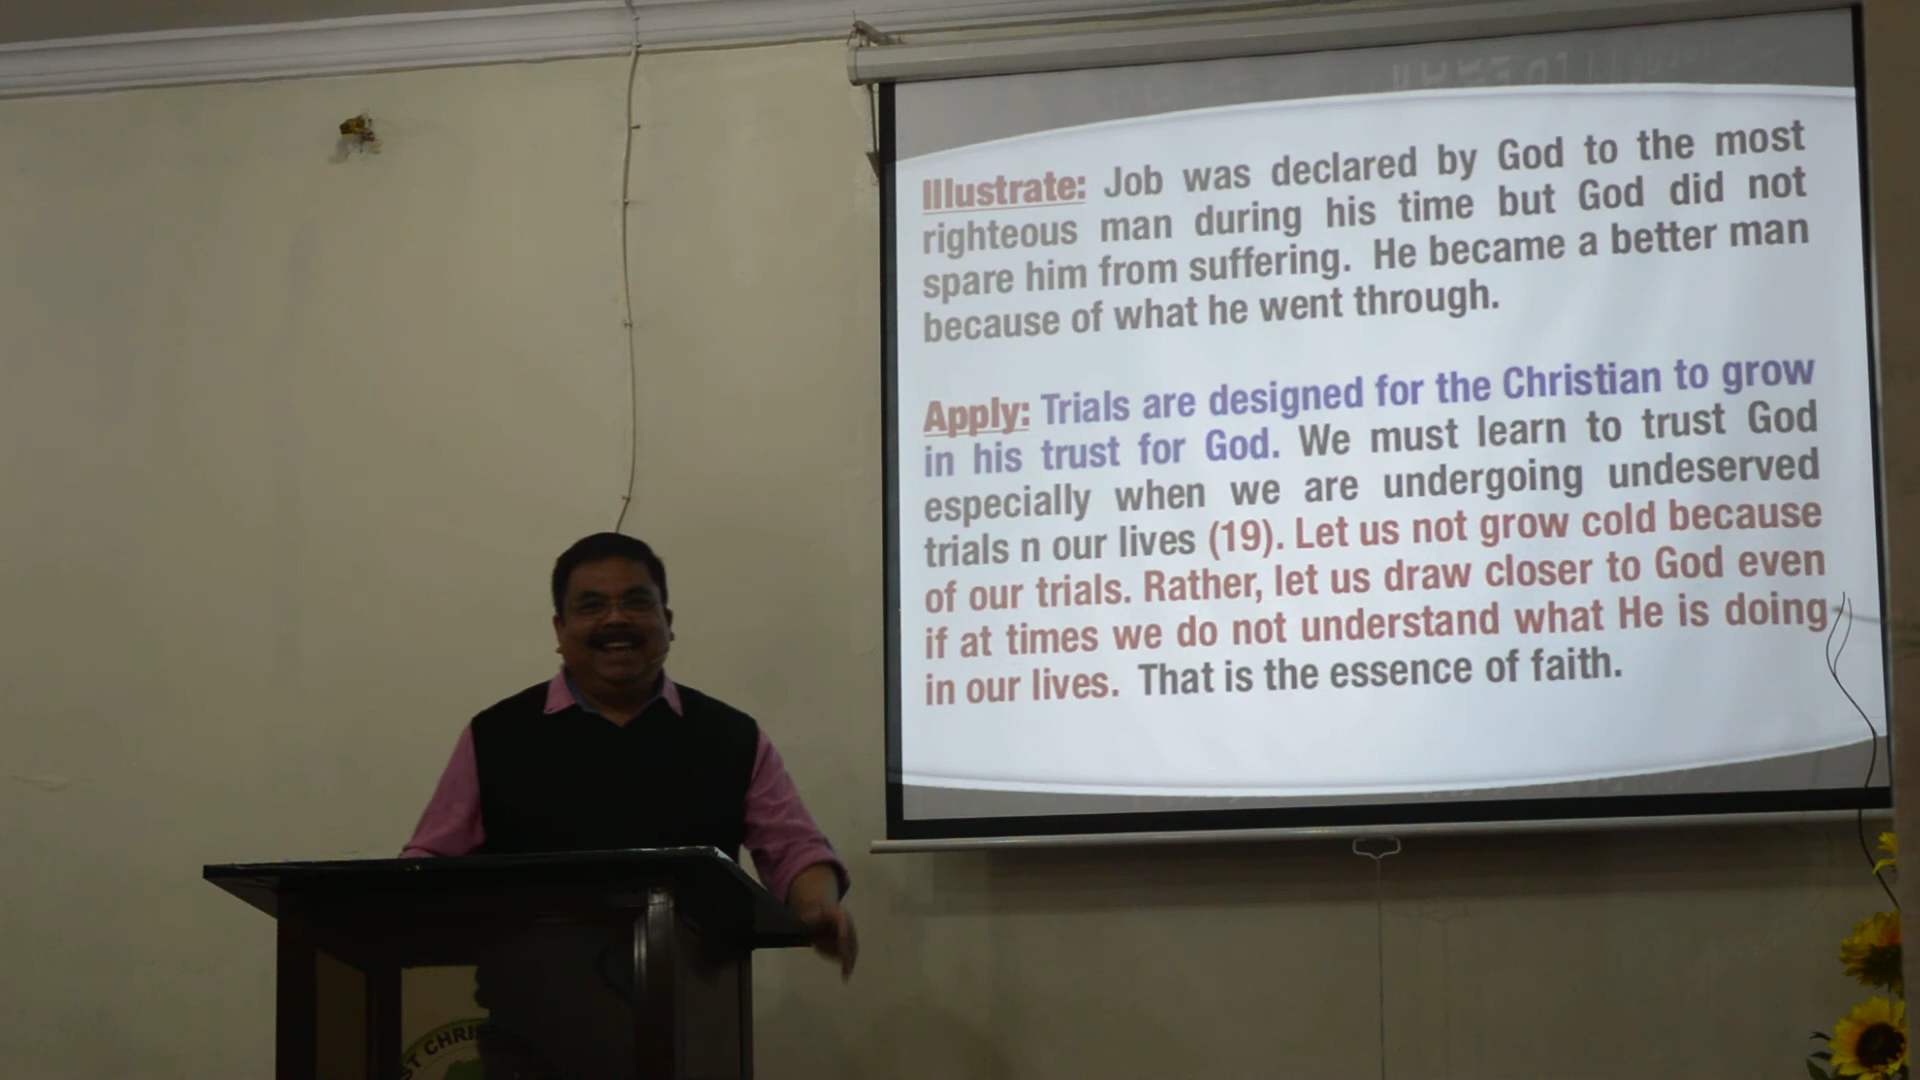 Illustrate: Job was declared by God to the most
righteous man during his time but God did not
spare him from suffering. He became a better man
because of what he went through.
Apply: Trials are designed for the Christian to grow
in his trust for God. We must learn to trust God
especially when we are undergoing undeserved
trials n our lives (19). Let us not grow cold because
of our trials. Rather, let us draw closer to God even
if at times we do not understand what He is doing
in our lives. That is the essence of faith.